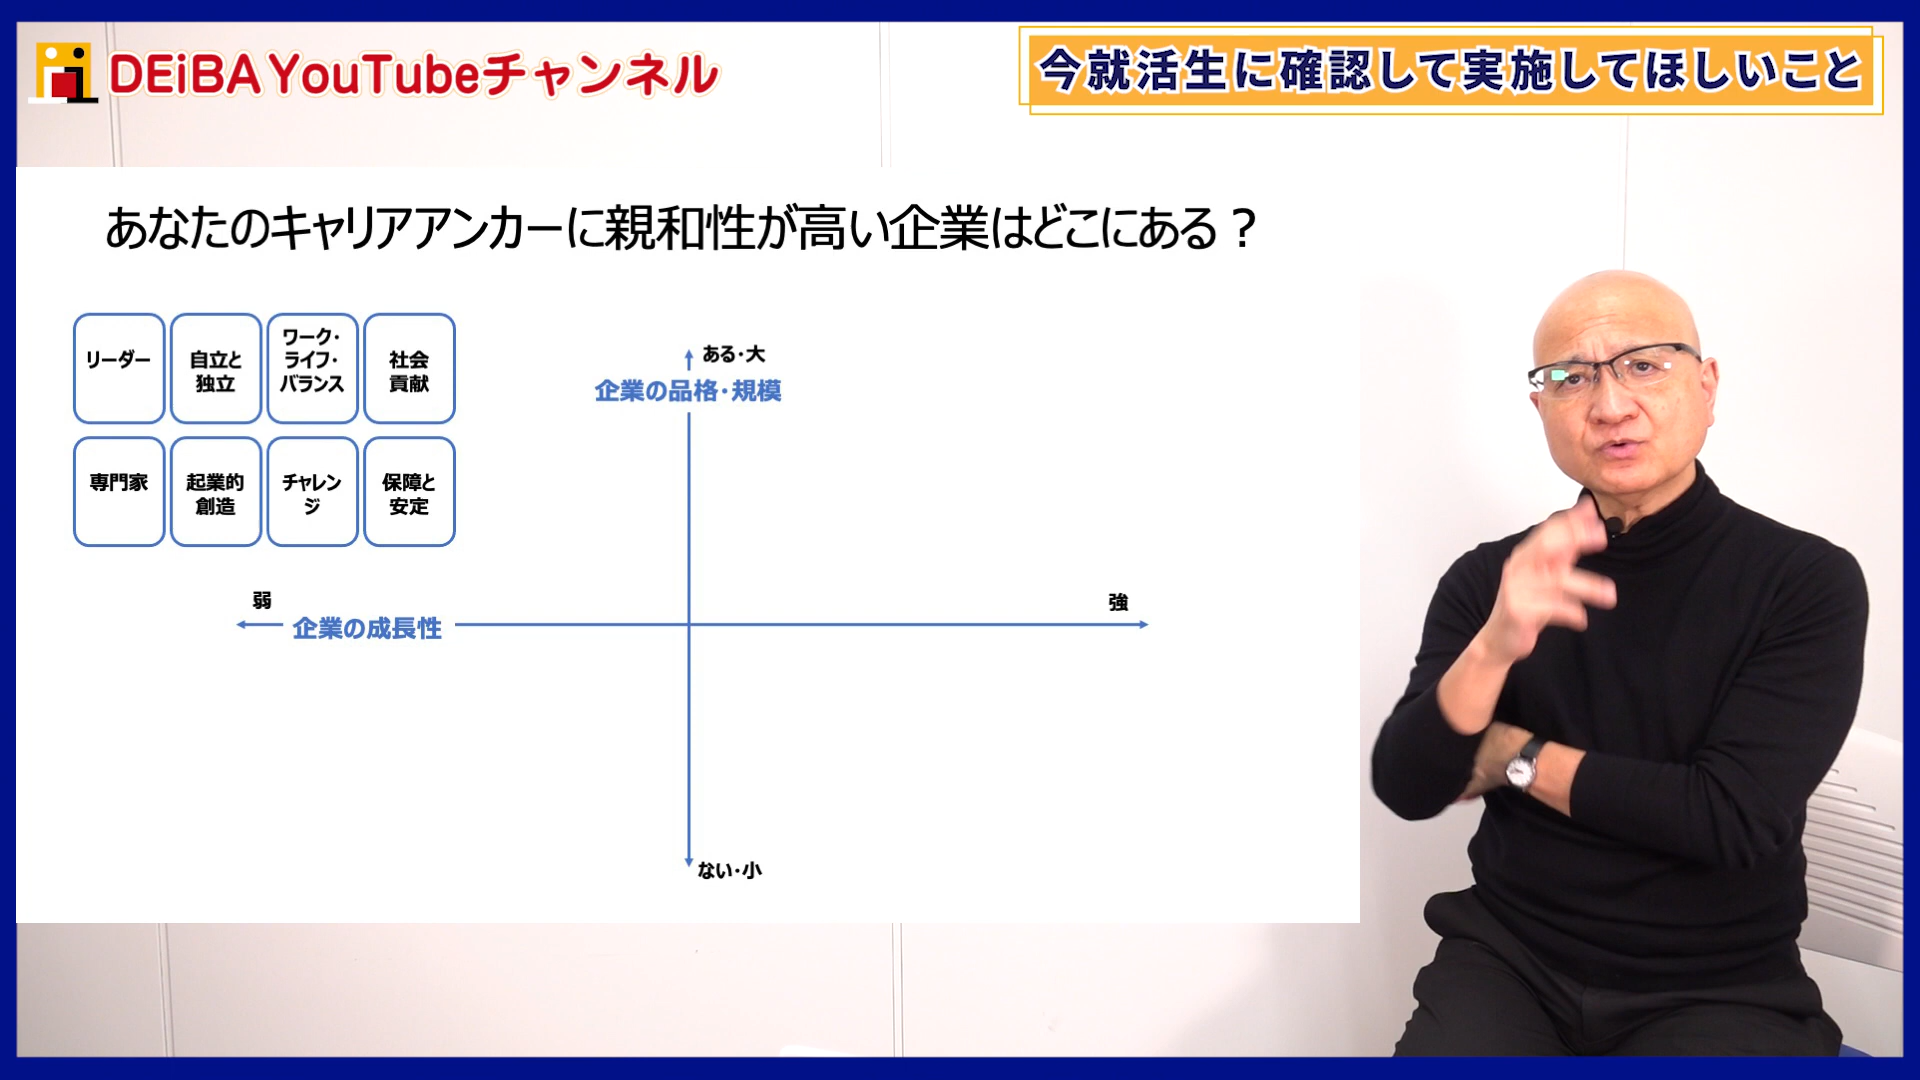 DEiBA YouTubeチャンネル
今就活生に確認して実施してほしいこと
あなたのキャリアアンカーに親和性が高い企業はどこにある？
リーダー
自立と
独立
ワーク・
ライフ・
バランス
社会
貢献
専門家
起業的
創造
チャレン
ジ
保障と
安定
ある・大
企業の品格・規模
弱
企業の成長性
強
ない・小